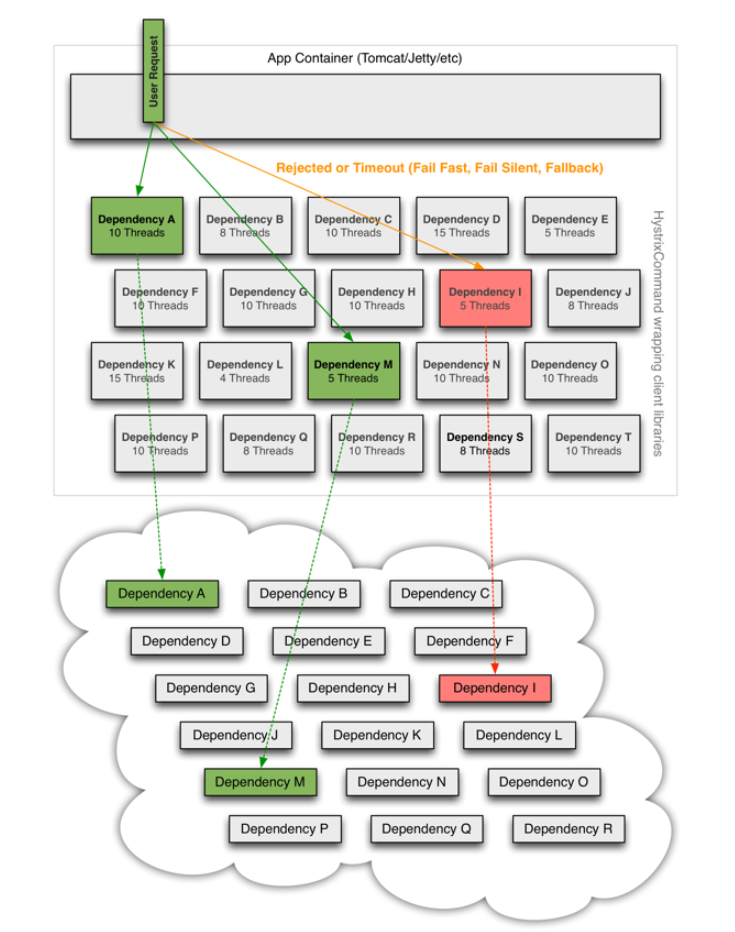 User Request
App Container (Tomcat/Jetty/etc)
Rejected or Timeout (Fail Fast, Fail Silent, Fallback)
Dependency A
10 Threads
Dependency B
8 Threads
Dependency C
10 Threads
Dependency D
15 Threads
Dependency E
5 Threads
Dependency F
10 Threads
Dependency G
10 Threads
Dependency H
10 Threads
Dependency I
5 Threads
Dependency J
8 Threads
Dependency K
15 Threads
Dependency L
4 Threads
Dependency M
5 Threads
Dependency N
10 Threads
Dependency O
10 Threads
Dependency P
10 Threads
Dependency Q
8 Threads
Dependency R
10 Threads
Dependency S
8 Threads
Dependency T
10 Threads
HystrixCommand wrapping client libraries
Dependency A
Dependency B
Dependency C
Dependency D
Dependency E
Dependency F
Dependency G
Dependency H
Dependency I
Dependency J
Dependency K
Dependency L
Dependency M
Dependency N
Dependency O
Dependency P
Dependency Q
Dependency R